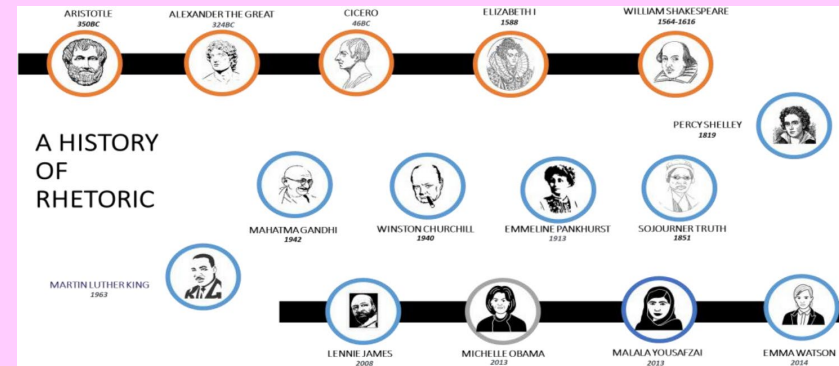 ARISTOTLE
350BC
ALEXANDER THE GREAT
324BC
CICERO
46BC
ELIZABETH I
1588
WILLIAM SHAKESPEARE
1564-1616
PERCY SHELLEY
1819
A HISTORY
OF
RHETORIC
MAHATMA GANDHI
1942
WINSTON CHURCHILL
1940
EMMELINE PANKHURST
1913
SOJOURNER TRUTH
1851
MARTIN LUTHER KING
1963
LENNIE JAMES
2008
MICHELLE OBAMA
2013
MALALA YOUSAFZAI
2013
EMMA WATSON
2014